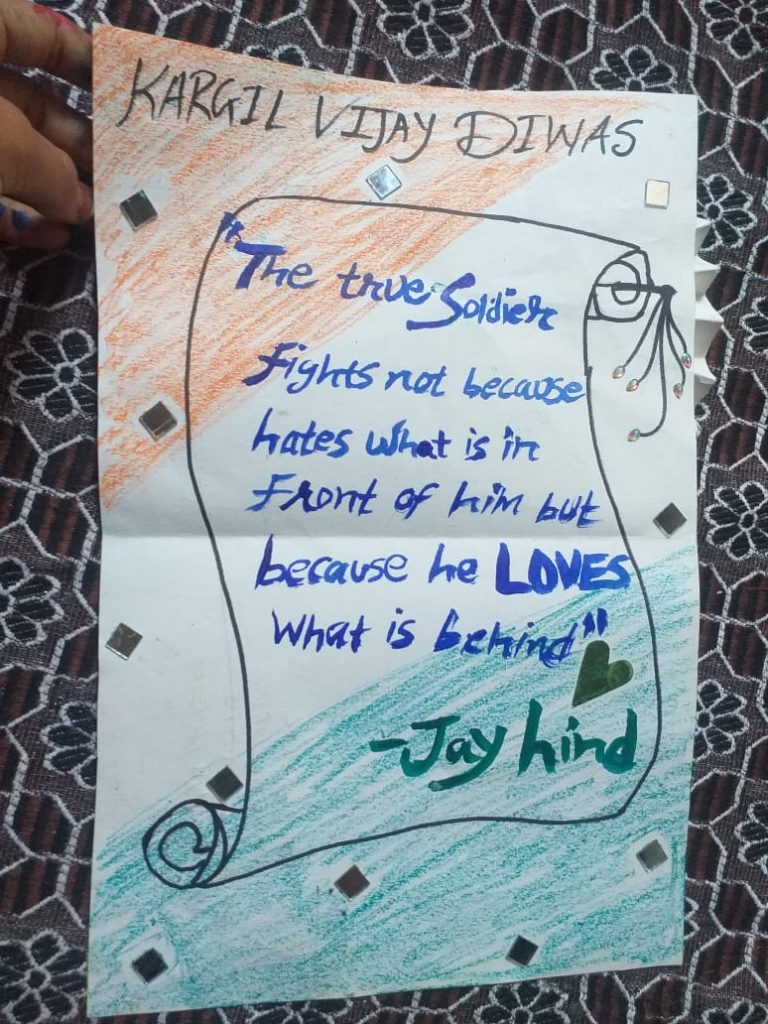 KARGIL VIJAY DIWAS
"The true Soldier
Fights not because
hates what is in
Front of him but
because he LOVES
What is behind"
-Jay hind